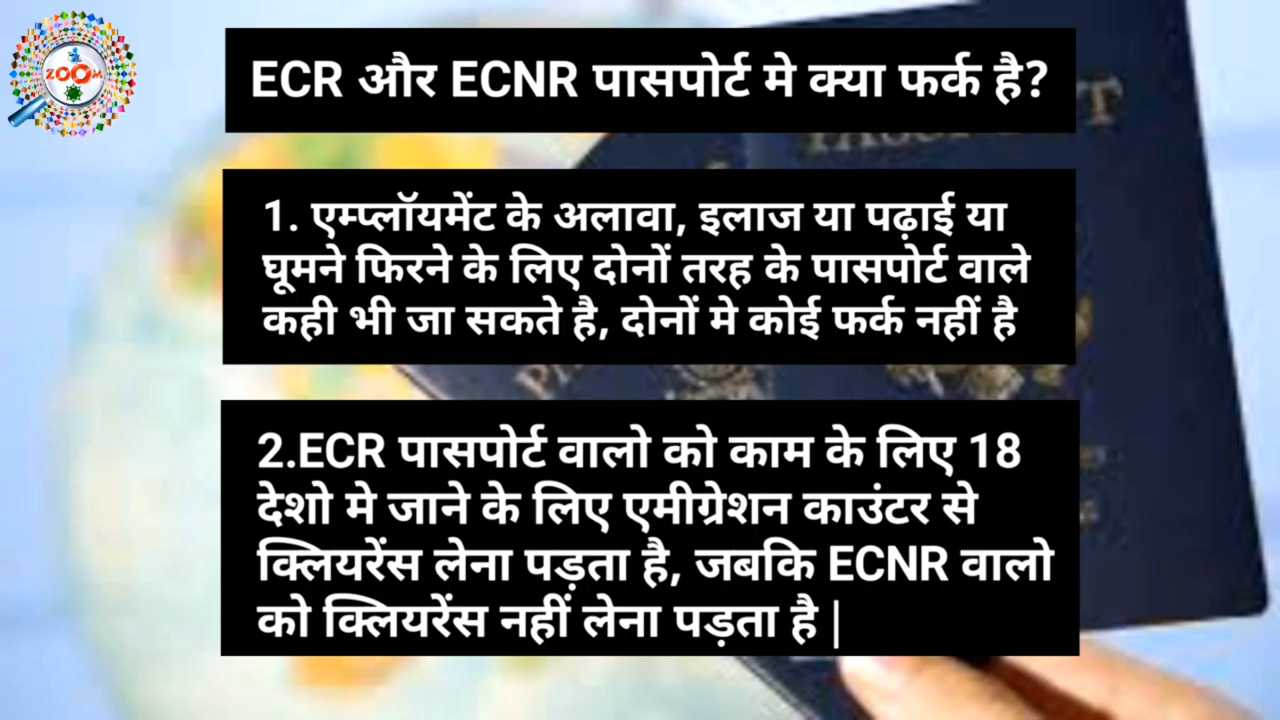 ZOOM
ECR और ECNR पासपोर्ट मे क्या फर्क है?
1. एम्प्लॉयमेंट के अलावा, इलाज या पढ़ाई या
घूमने फिरने के लिए दोनों तरह के पासपोर्ट वाले
कही भी जा सकते है, दोनों मे कोई फर्क नहीं है
2.ECR पासपोर्ट वालो को काम के लिए 18
देशो मे जाने के लिए एमीग्रेशन काउंटर से
क्लियरेंस लेना पड़ता है, जबकि ECNR वालो
को क्लियरेंस नहीं लेना पड़ता है |